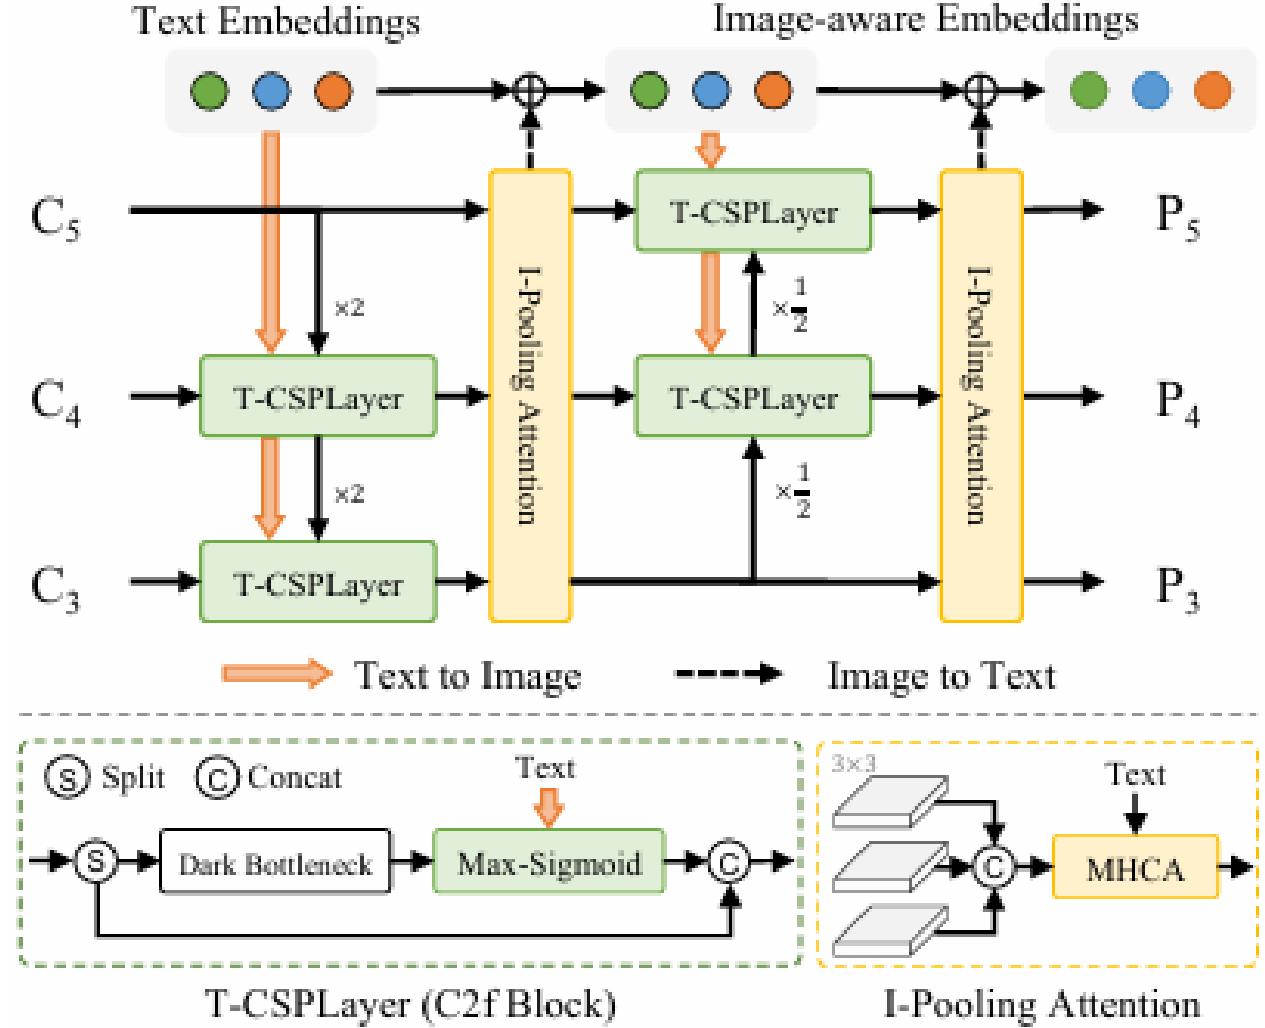 Text Embeddings
Image-aware Embeddings
C5
T-CSPLayer
P5
×2
×1/2
I-Pooling Attention
I-Pooling Attention
C4
T-CSPLayer
T-CSPLayer
P4
×2
×1/2
C3
T-CSPLayer
P3
Text to Image
Image to Text
S Split
C Concat
Text
S
Dark Bottleneck
Max-Sigmoid
C
T-CSPLayer (C2f Block)
3×3
Text
C
MHCA
I-Pooling Attention